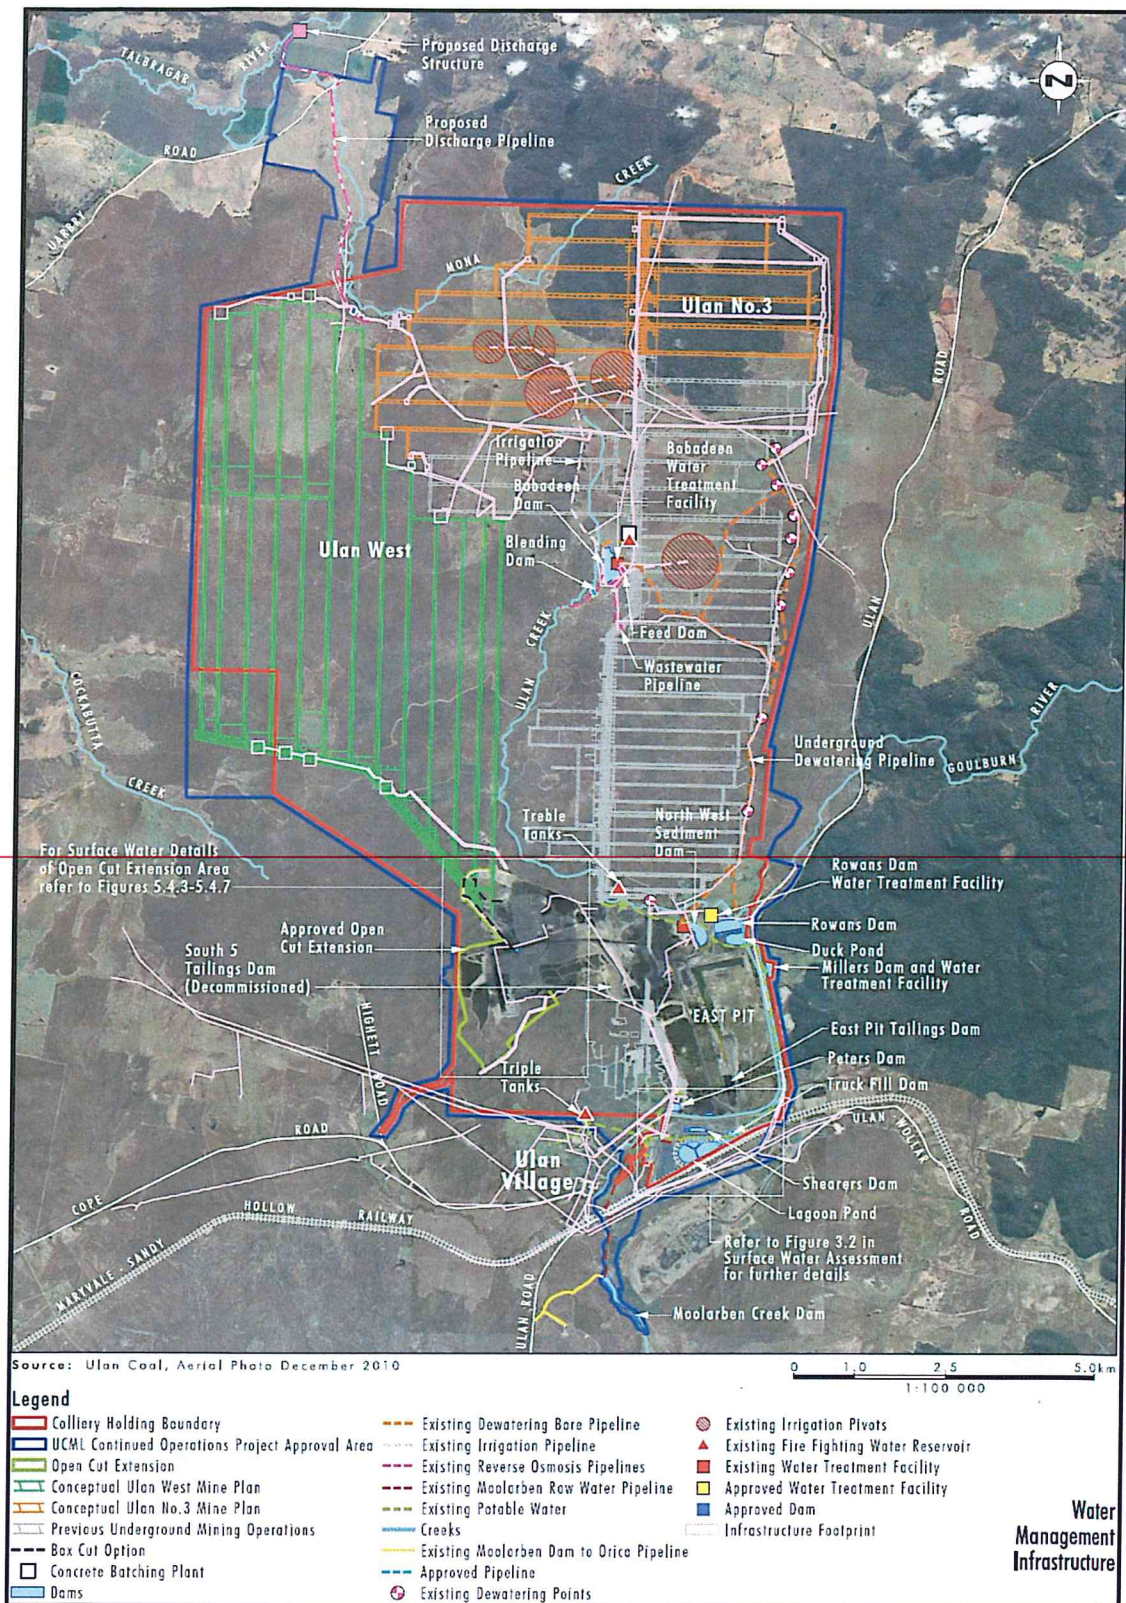 Proposed Discharge
Structure
TALBRAGAR
RIVER
N
Proposed
Discharge Pipeline
ROAD
UARBRY
CREEK
MONA
Ulan No.3
ROAD
Irrigation
Pipeline
Bobadeen
Dam
Bobadeen
Water
Treatment
Facility
Blending
Dam
Ulan West
ULAN
CREEK
ULAN
Feed Dam
Wastewater
Pipeline
COCKABUTTA
CREEK
RIVER
GOULBURN
Underground
Dewatering Pipeline
Treble
Tanks
North West
Sediment
Dam
For Surface Water Details
of Open Cut Extension Area
refer to Figures 5.4.3-5.4.7
Rowans Dam
Water Treatment Facility
Approved Open
Cut Extension
Rowans Dam
Duck Pond
South 5
Tailings Dam
(Decommissioned)
Millers Dam and Water
Treatment Facility
EAST PIT
East Pit Tailings Dam
HIGHETT
ROAD
Peters Dam
Triple
Tanks
Truck Fill Dam
ULAN - WOLLAR
ROAD
ROAD
COPE
Ulan
Village
Shearers Dam
HOLLOW
RAILWAY
MARYVALE - SANDY
Lagoon Pond
Refer to Figure 3.2 in
Surface Water Assessment
for further details
ULAN ROAD
Moolarben Creek Dam
Source: Ulan Coal, Aerial Photo December 2010
0 1.0 2.5 5.0km
1:100 000
Legend
Colliery Holding Boundary
UCML Continued Operations Project Approval Area
Open Cut Extension
Conceptual Ulan West Mine Plan
Conceptual Ulan No.3 Mine Plan
Previous Underground Mining Operations
Box Cut Option
Concrete Batching Plant
Dams
Existing Dewatering Bore Pipeline
Existing Irrigation Pipeline
Existing Reverse Osmosis Pipelines
Existing Moolarben Raw Water Pipeline
Existing Potable Water
Creeks
Existing Moolarben Dam to Orica Pipeline
Approved Pipeline
Existing Dewatering Points
Existing Irrigation Pivots
Existing Fire Fighting Water Reservoir
Existing Water Treatment Facility
Approved Water Treatment Facility
Approved Dam
Infrastructure Footprint
Water
Management
Infrastructure